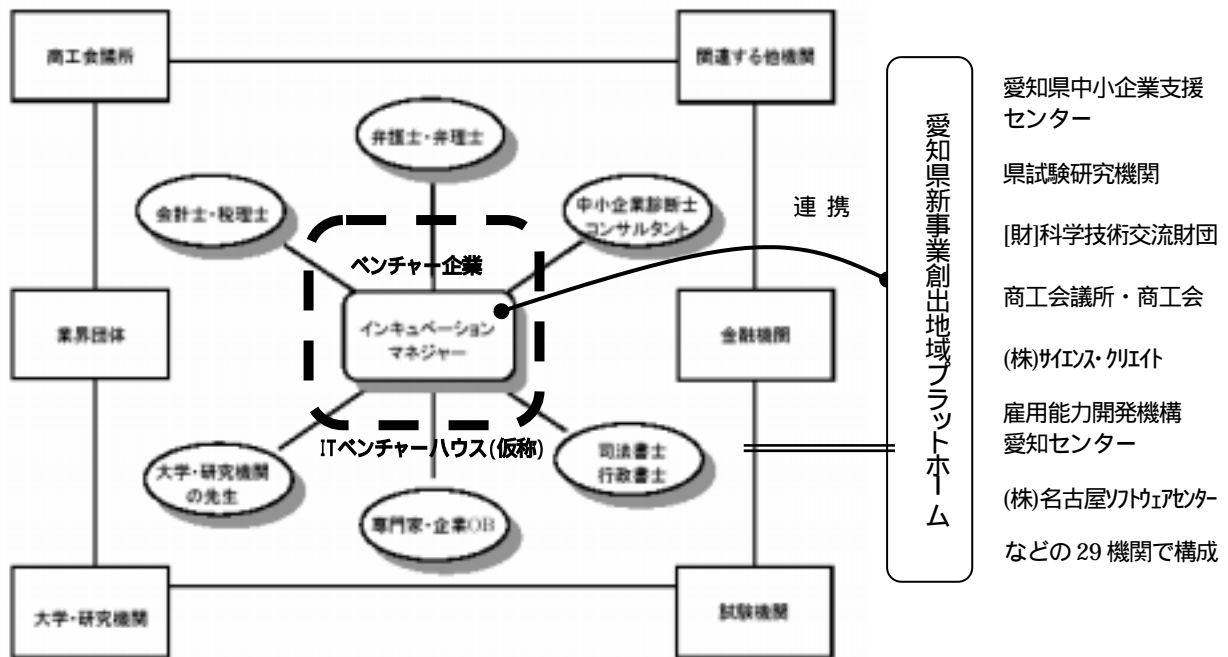 商工会議所
関連する他機関
弁護士・弁理士
会計士・税理士
中小企業診断士
コンサルタント
ベンチャー企業
インキュベーション
マネジャー
業界団体
金融機関
ITベンチャーハウス(仮称)
大学・研究機関
の先生
司法書士
行政書士
専門家・企業OB
大学・研究機関
試験機関
連 携
愛知県新事業創出地域プラットホーム
愛知県中小企業支援
センター
県試験研究機関
[財]科学技術交流財団
商工会議所・商工会
(株)サイエンス・クリエイト
雇用能力開発機構
愛知センター
(株)名古屋ソフトウェアセンター
などの 29 機関で構成